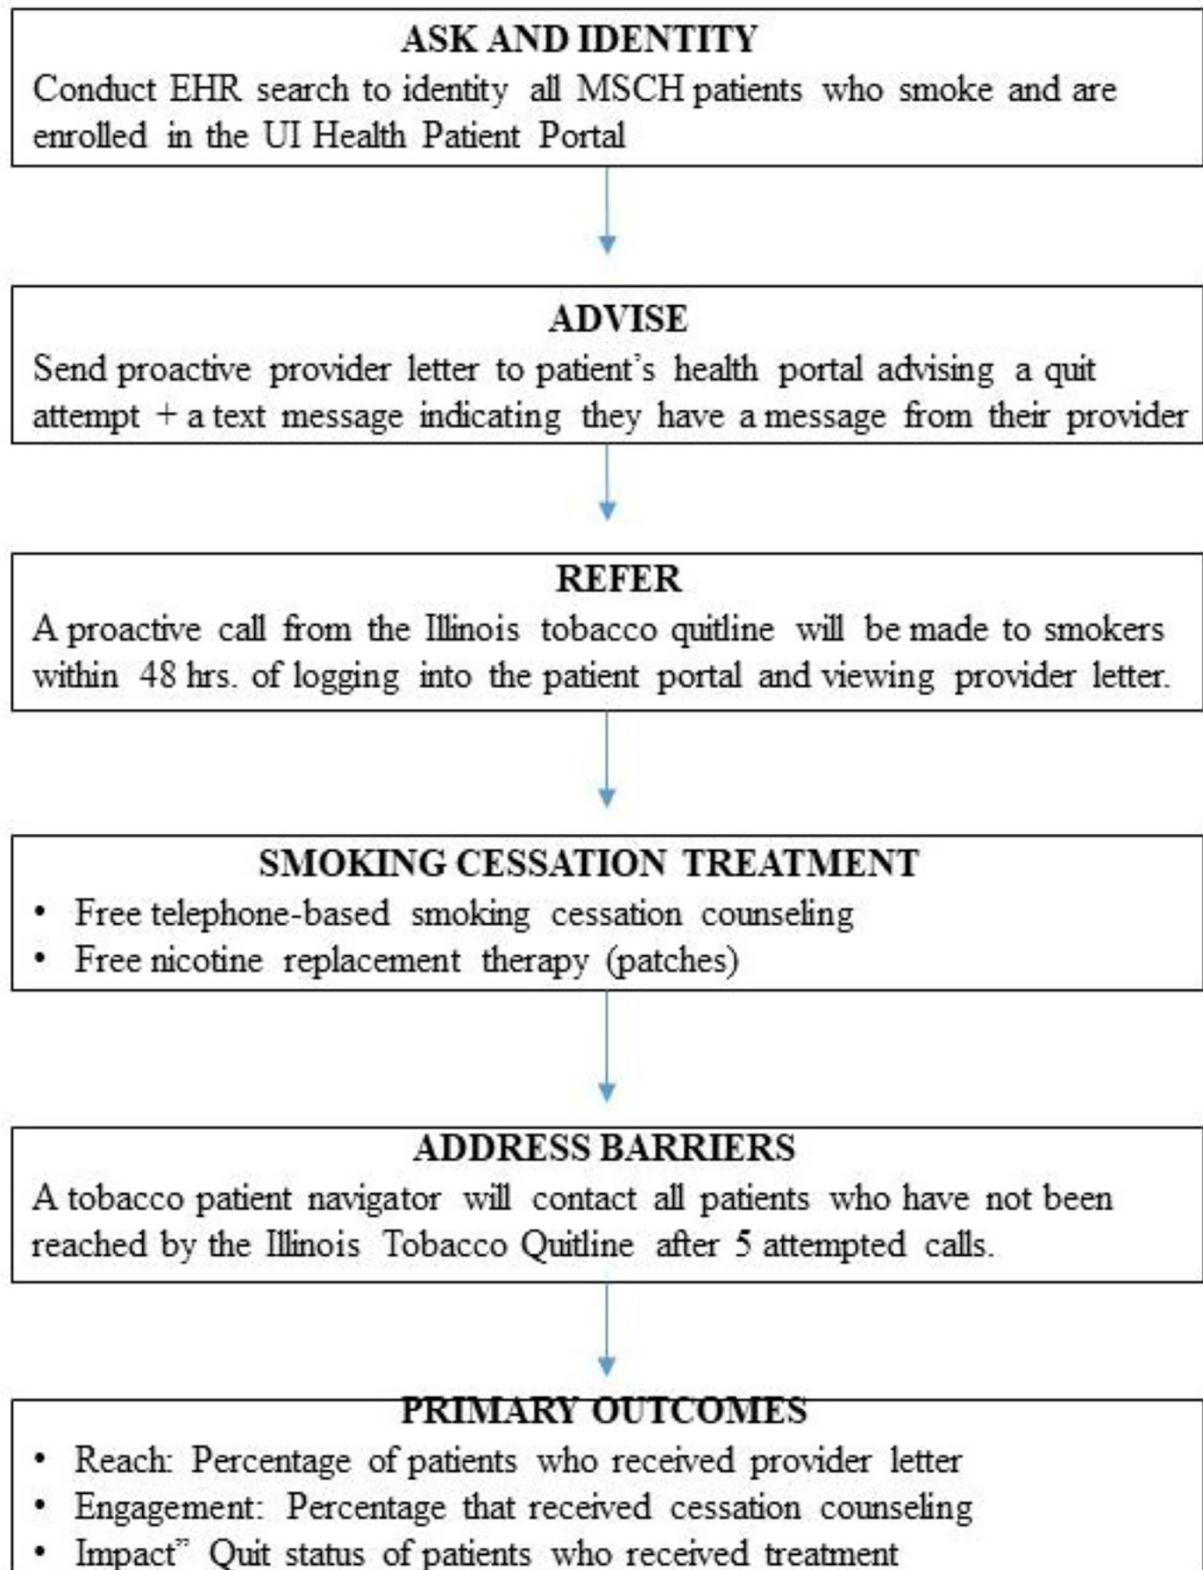 ASK AND IDENTITY
Conduct EHR search to identity all MSCH patients who smoke and are
enrolled in the UI Health Patient Portal
ADVISE
Send proactive provider letter to patient's health portal advising a quit
attempt + a text message indicating they have a message from their provider
REFER
A proactive call from the Illinois tobacco quitline will be made to smokers
within 48 hrs. of logging into the patient portal and viewing provider letter.
SMOKING CESSATION TREATMENT
• Free telephone-based smoking cessation counseling
• Free nicotine replacement therapy (patches)
ADDRESS BARRIERS
A tobacco patient navigator will contact all patients who have not been
reached by the Illinois Tobacco Quitline after 5 attempted calls.
PRIMARY OUTCOMES
• Reach: Percentage of patients who received provider letter
• Engagement: Percentage that received cessation counseling
• Impact” Quit status of patients who received treatment